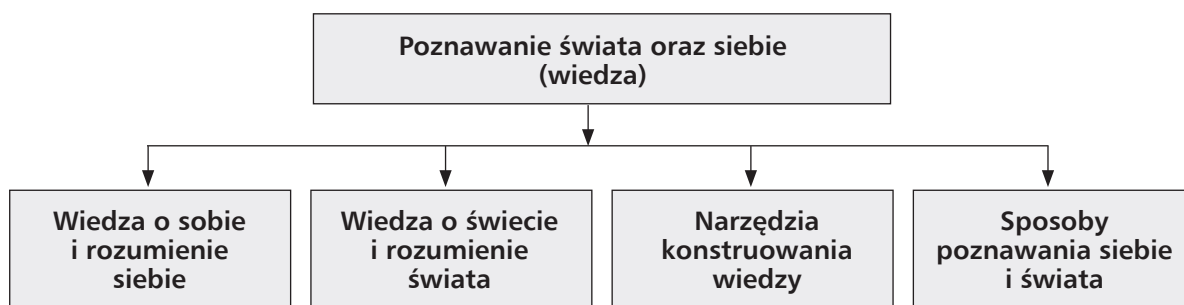 Poznawanie świata oraz siebie
(wiedza)
Wiedza o sobie
i rozumienie
siebie
Wiedza o świecie
i rozumienie
świata
Narzędzia
konstruowania
wiedzy
Sposoby
poznawania siebie
i świata